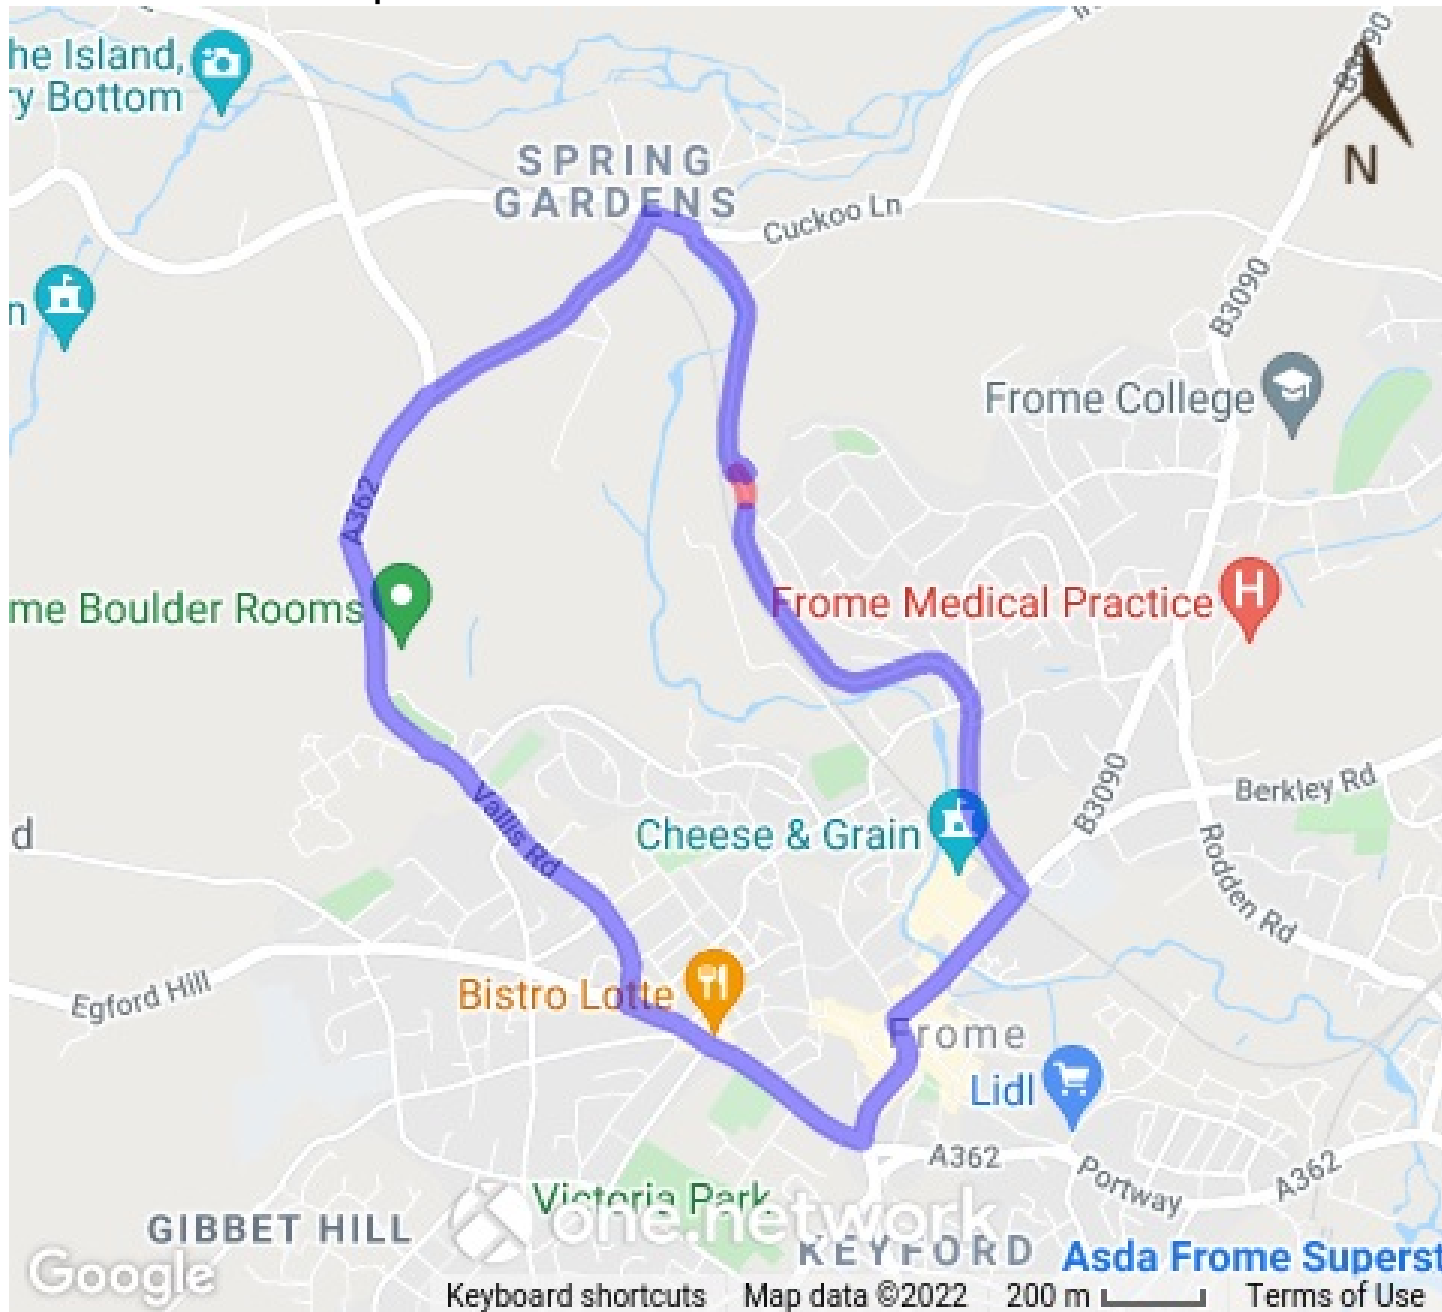 B3090
he Island,
ry Bottom
N
SPRING
GARDENS
Cuckoo Ln
n
B3090
Frome College
A362
me Boulder Rooms
Frome Medical Practice
H
Vallis Rd
B3090
Berkley Rd
d
Cheese & Grain
Rodden Rd
Egford Hill
Bistro Lotte
Frome
Lidl
A362
Portway
A362
Victoria Park
one.network
GIBBET HILL
KEYFORD
Asda Frome Superst
Google
Keyboard shortcuts Map data ©2022 200 m Terms of Use